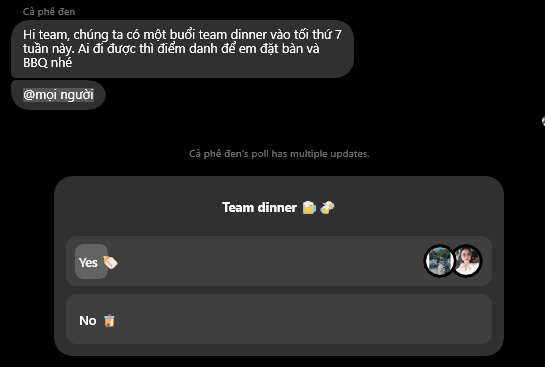 Cà phê đen
Hi team, chúng ta có một buổi team dinner vào tối thứ 7
tuần này. Ai đi được thì điểm danh để em đặt bàn và
BBQ nhé
@mọi người
Cà phê đen's poll has multiple updates.
Team dinner 🍺 🍻
Yes 🍼
No 🧋